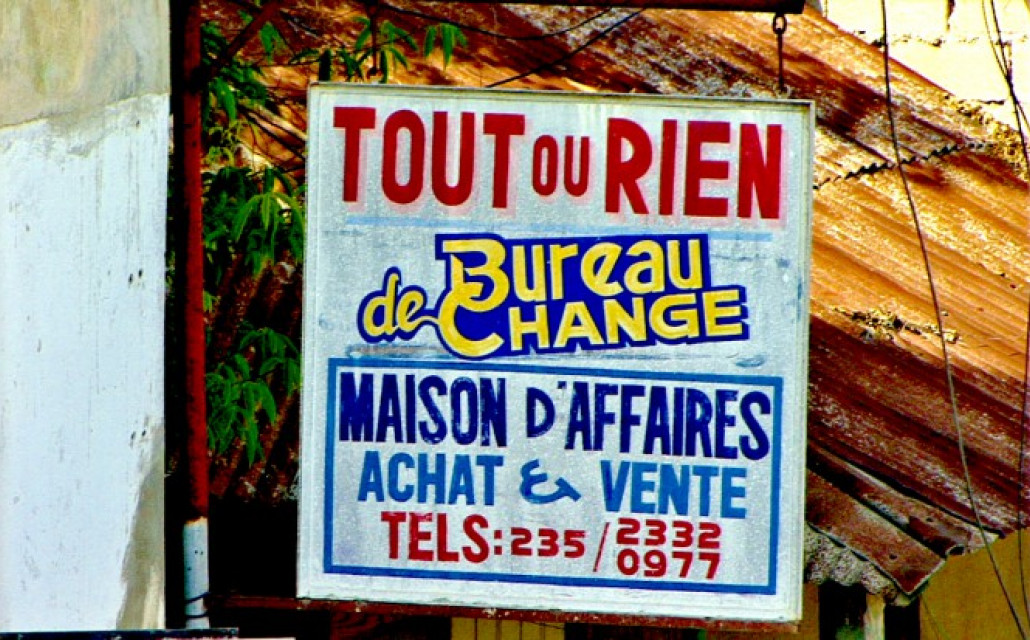 TOUT OU RIEN
Bureau
de CHANGE
MAISON D'AFFAIRES
ACHAT & VENTE
TELS: 235/2332
0977